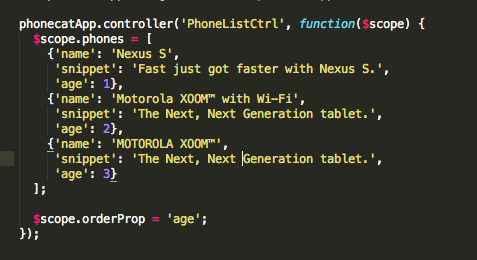 phonecatApp.controller('PhoneListCtrl', function($scope) {
  $scope.phones = [
    {'name': 'Nexus S',
     'snippet': 'Fast just got faster with Nexus S.',
     'age': 1},
    {'name': 'Motorola XOOM™ with Wi-Fi',
     'snippet': 'The Next, Next Generation tablet.',
     'age': 2},
    {'name': 'MOTOROLA XOOM™',
     'snippet': 'The Next, Next Generation tablet.',
     'age': 3}
  ];

  $scope.orderProp = 'age';
});